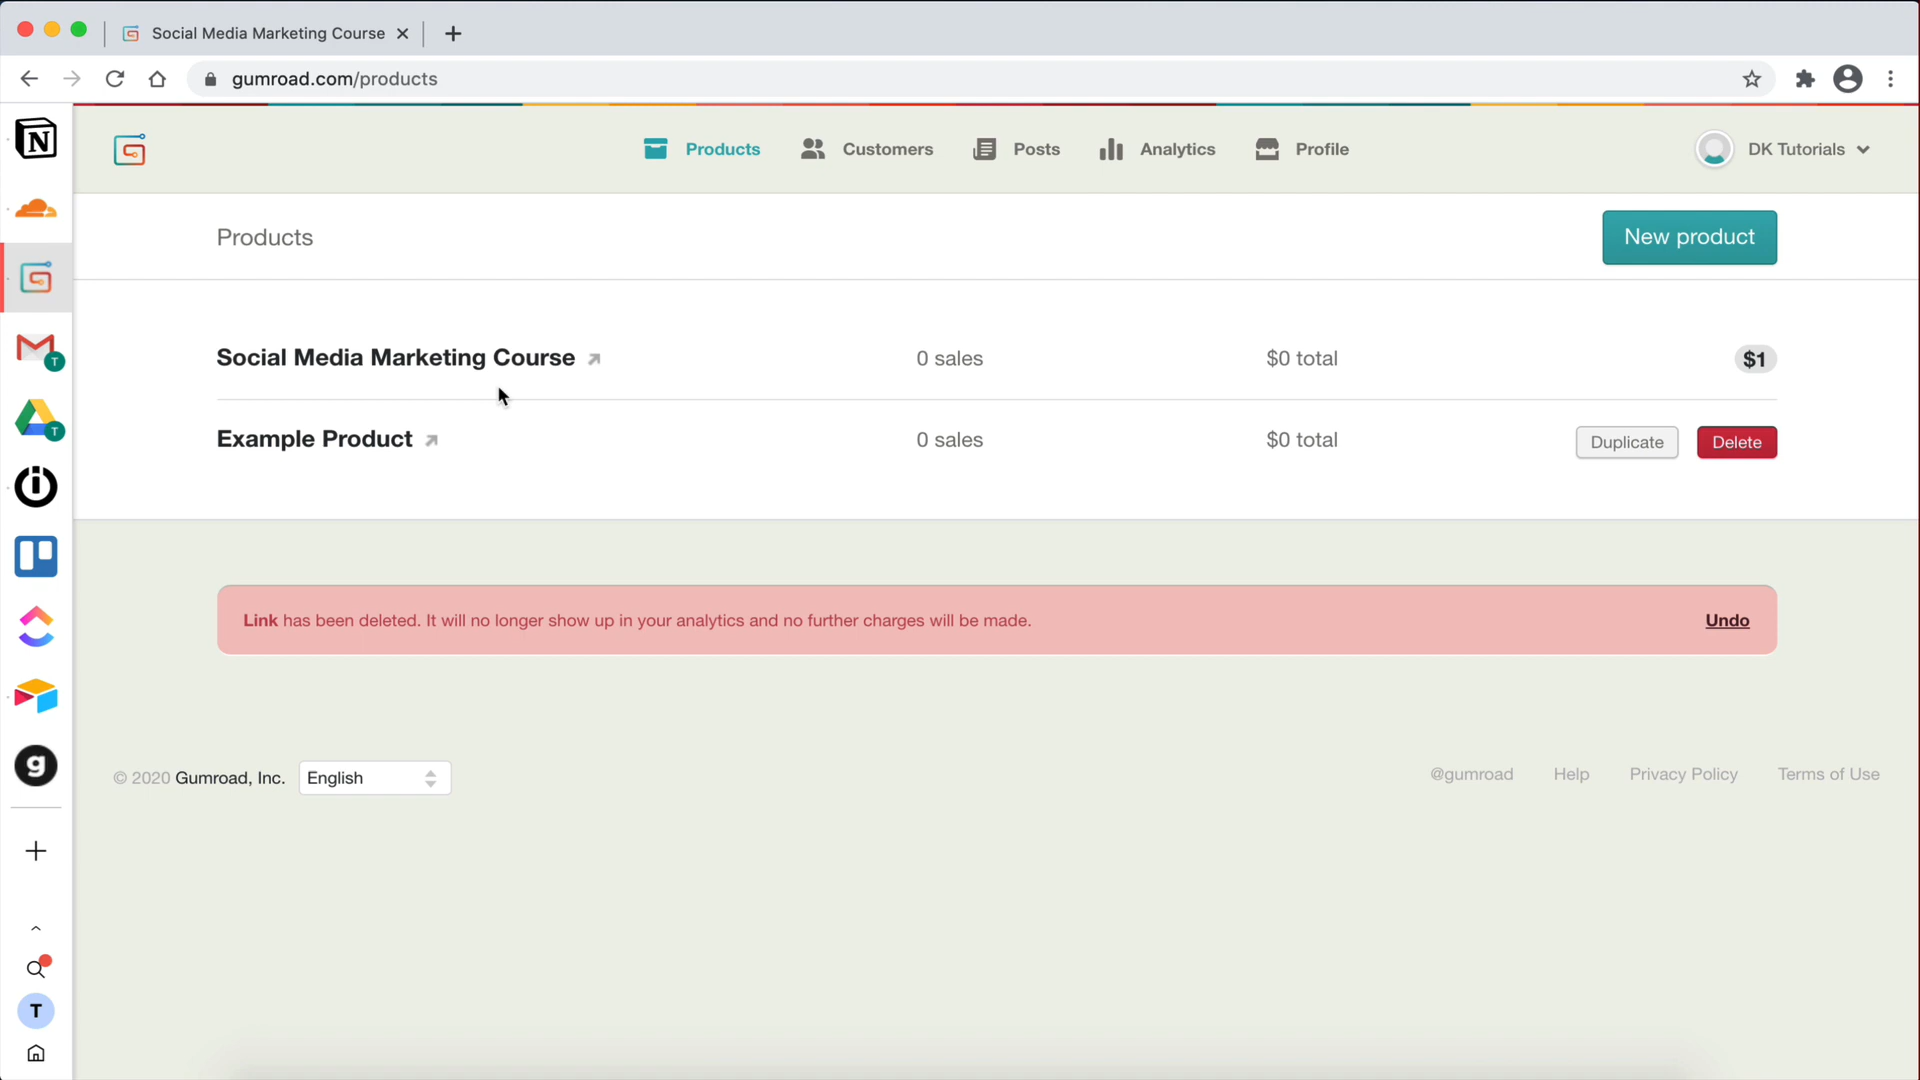 Social Media Marketing Course
gumroad.com/products
Products
Customers
Posts
Analytics
Profile
DK Tutorials
Products
New product
Social Media Marketing Course
0 sales
$0 total
$1
Example Product
0 sales
$0 total
Duplicate
Delete
Link has been deleted. It will no longer show up in your analytics and no further charges will be made.
Undo
© 2020 Gumroad, Inc.
English
@gumroad
Help
Privacy Policy
Terms of Use
N
T
T
g
T